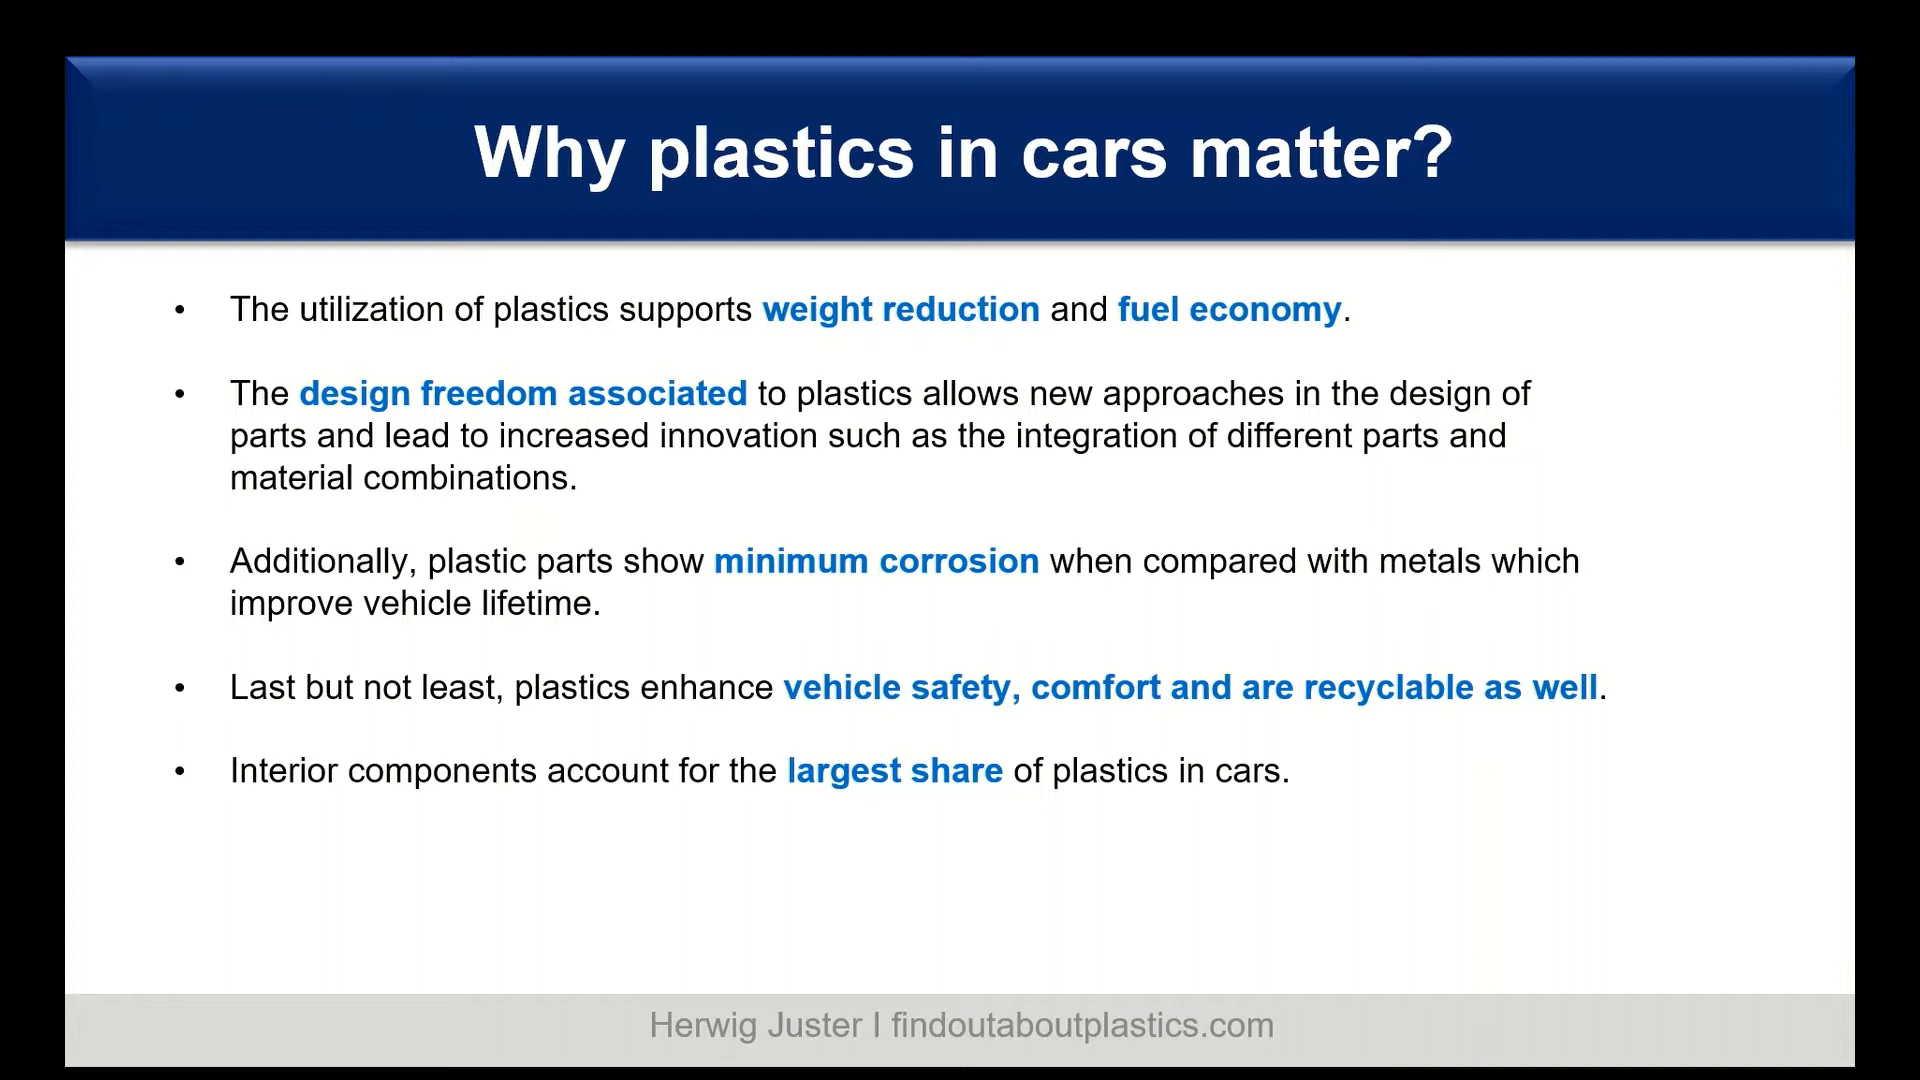 Why plastics in cars matter?
• The utilization of plastics supports weight reduction and fuel economy.
• The design freedom associated to plastics allows new approaches in the design of
parts and lead to increased innovation such as the integration of different parts and
material combinations.
• Additionally, plastic parts show minimum corrosion when compared with metals which
improve vehicle lifetime.
• Last but not least, plastics enhance vehicle safety, comfort and are recyclable as well.
• Interior components account for the largest share of plastics in cars.
Herwig Juster I findoutaboutplastics.com